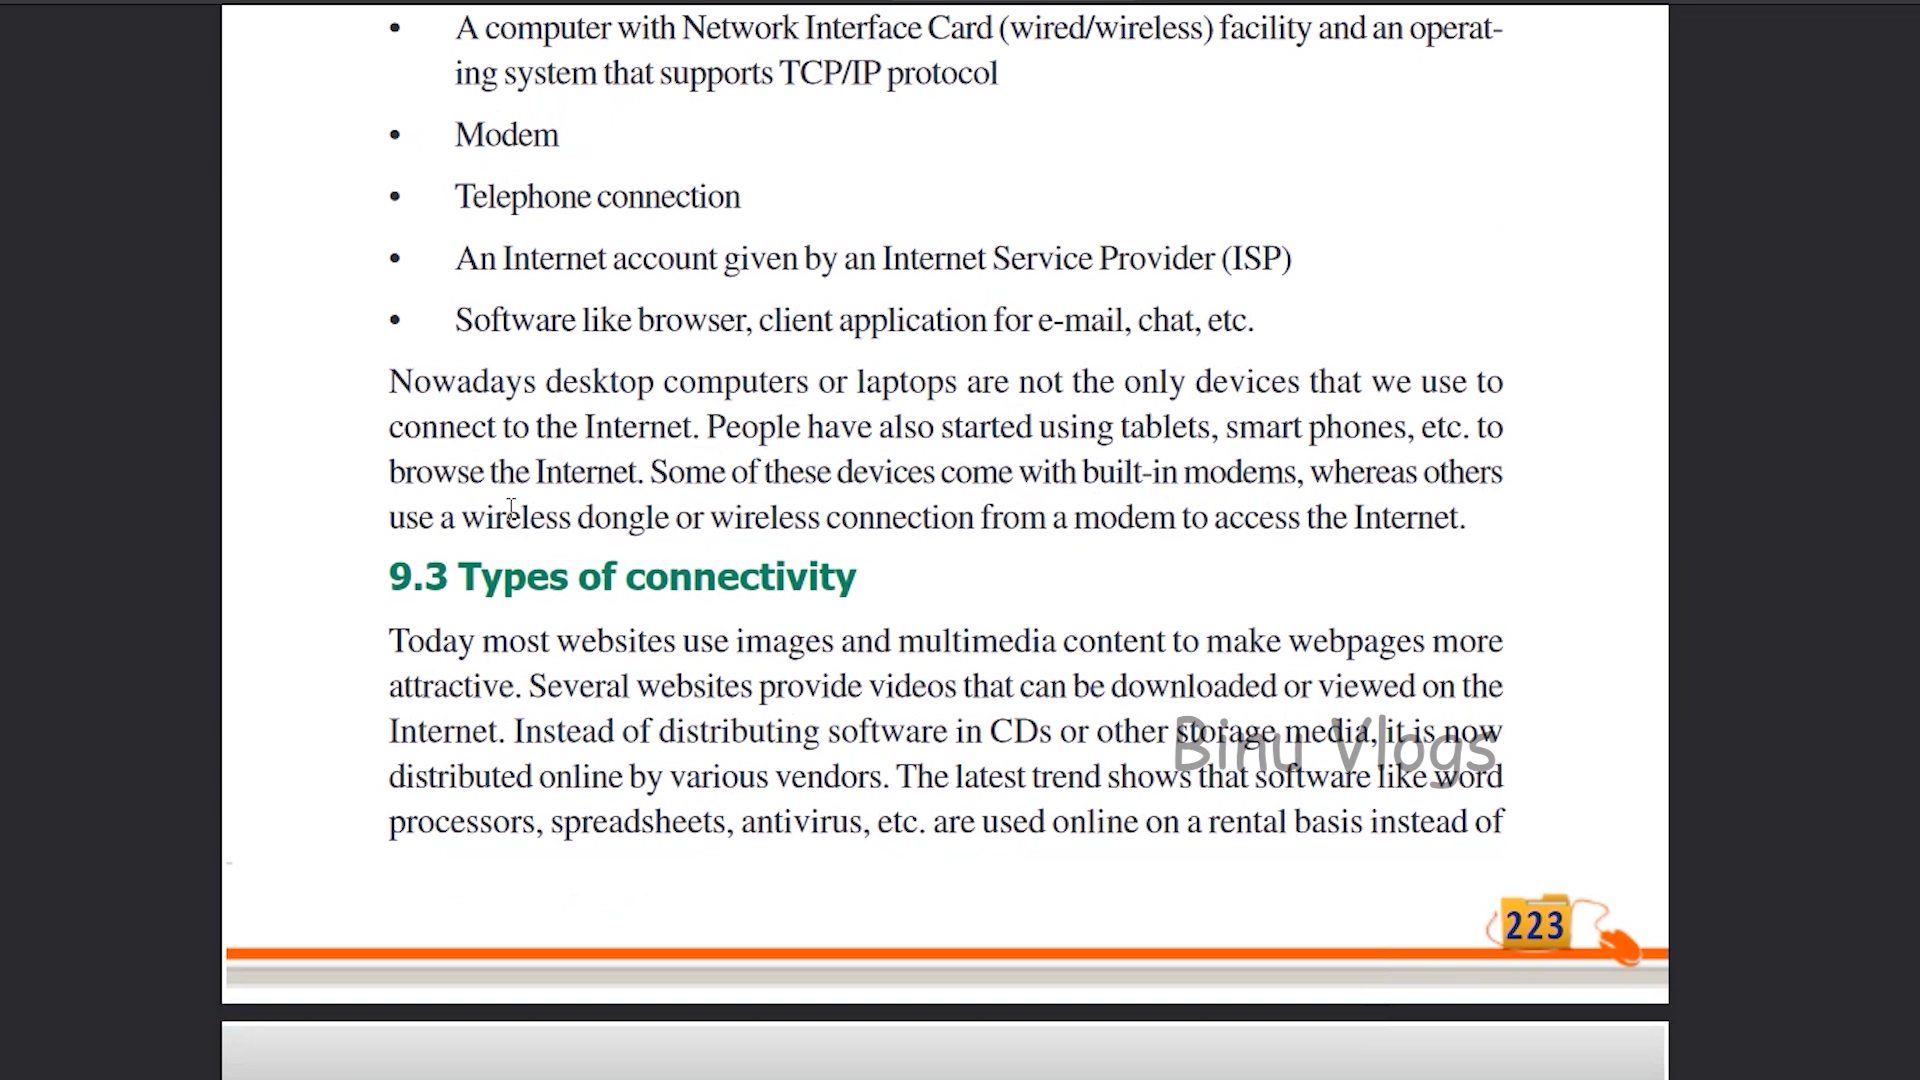 • A computer with Network Interface Card (wired/wireless) facility and an operat-
ing system that supports TCP/IP protocol
• Modem
• Telephone connection
• An Internet account given by an Internet Service Provider (ISP)
• Software like browser, client application for e-mail, chat, etc.
Nowadays desktop computers or laptops are not the only devices that we use to
connect to the Internet. People have also started using tablets, smart phones, etc. to
browse the Internet. Some of these devices come with built-in modems, whereas others
use a wireless dongle or wireless connection from a modem to access the Internet.
9.3 Types of connectivity
Today most websites use images and multimedia content to make webpages more
attractive. Several websites provide videos that can be downloaded or viewed on the
Internet. Instead of distributing software in CDs or other storage media, it is now
Binu Vlogs
distributed online by various vendors. The latest trend shows that software like word
processors, spreadsheets, antivirus, etc. are used online on a rental basis instead of
223